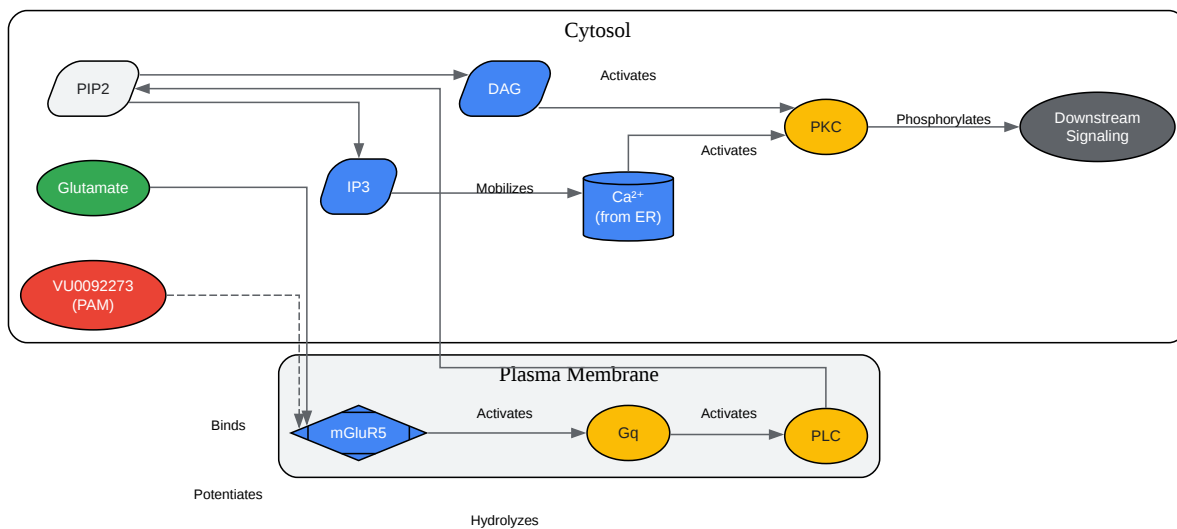 Cytosol
PIP2
DAG
Activates
PKC
Phosphorylates
Downstream
Signaling
Activates
Glutamate
IP3
Mobilizes
Ca²⁺
(from ER)
VU0092273
(PAM)
Plasma Membrane
Binds
mGluR5
Activates
Gq
Activates
PLC
Potentiates
Hydrolyzes